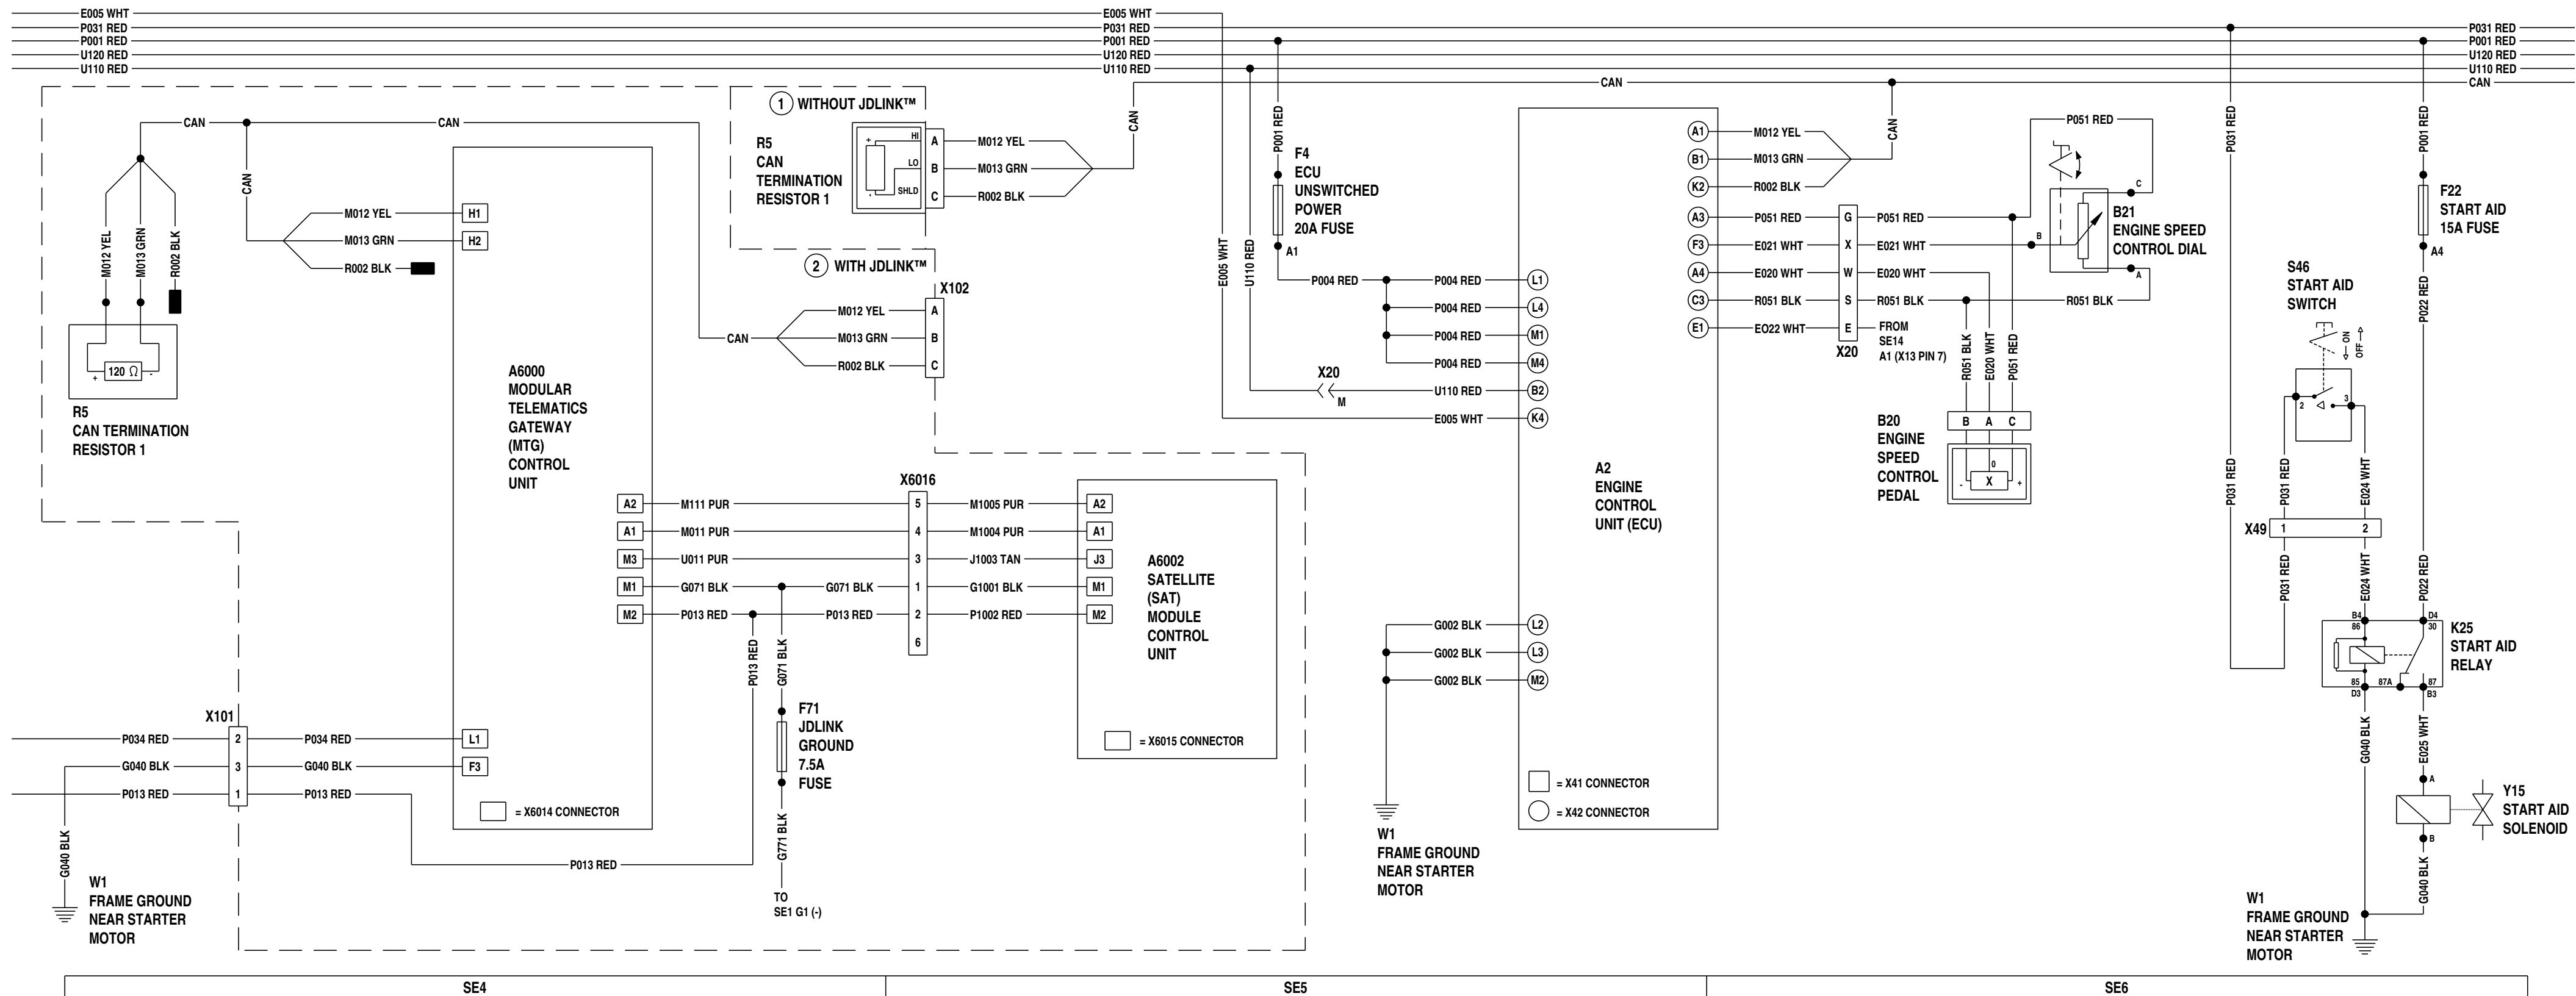 E005 WHT
P031 RED
P001 RED
U120 RED
U110 RED
E005 WHT
P031 RED
P001 RED
U120 RED
U110 RED
P031 RED
P001 RED
U120 RED
U110 RED
CAN
CAN
1 WITHOUT JDLINK™
R5
CAN
TERMINATION
RESISTOR 1
+
-
HI
LO
SHLD
A
B
C
M012 YEL
M013 GRN
R002 BLK
CAN
2 WITH JDLINK™
X102
A
B
C
M012 YEL
M013 GRN
R002 BLK
CAN
CAN
CAN
CAN
M012 YEL
M013 GRN
R002 BLK
M012 YEL
M013 GRN
R002 BLK
H1
H2
120 Ω
+
-
R5
CAN TERMINATION
RESISTOR 1
A6000
MODULAR
TELEMATICS
GATEWAY
(MTG)
CONTROL
UNIT
A2
A1
M3
M1
M2
M111 PUR
M011 PUR
U011 PUR
G071 BLK
P013 RED
G071 BLK
P013 RED
X6016
5
4
3
1
2
6
M1005 PUR
M1004 PUR
J1003 TAN
G1001 BLK
P1002 RED
A2
A1
J3
M1
M2
A6002
SATELLITE
(SAT)
MODULE
CONTROL
UNIT
= X6015 CONNECTOR
P013 RED
G071 BLK
F71
JDLINK
GROUND
7.5A
FUSE
G771 BLK
TO
SE1 G1 (-)
X101
2
3
1
P034 RED
G040 BLK
P013 RED
P034 RED
G040 BLK
P013 RED
L1
F3
= X6014 CONNECTOR
P013 RED
G040 BLK
W1
FRAME GROUND
NEAR STARTER
MOTOR
P001 RED
F4
ECU
UNSWITCHED
POWER
20A FUSE
A1
E005 WHT
U110 RED
P004 RED
P004 RED
P004 RED
P004 RED
P004 RED
X20
M
U110 RED
E005 WHT
L1
L4
M1
M4
B2
K4
A2
ENGINE
CONTROL
UNIT (ECU)
G002 BLK
G002 BLK
G002 BLK
L2
L3
M2
= X41 CONNECTOR
= X42 CONNECTOR
W1
FRAME GROUND
NEAR STARTER
MOTOR
A1
B1
K2
A3
F3
A4
C3
E1
M012 YEL
M013 GRN
R002 BLK
CAN
P051 RED
E021 WHT
E020 WHT
R051 BLK
EO22 WHT
G
X
W
S
E
X20
P051 RED
E021 WHT
E020 WHT
R051 BLK
FROM
SE14
A1 (X13 PIN 7)
P051 RED
C
B
A
B21
ENGINE SPEED
CONTROL DIAL
R051 BLK
R051 BLK
E020 WHT
P051 RED
B20
ENGINE
SPEED
CONTROL
PEDAL
B
A
C
0
-
X
+
P031 RED
P031 RED
P001 RED
F22
START AID
15A FUSE
A4
P022 RED
S46
START AID
SWITCH
ON
OFF
2
3
P031 RED
E024 WHT
X49
1
2
P031 RED
E024 WHT
P022 RED
B4
86
D4
30
K25
START AID
RELAY
85
87A
87
D3
B3
G040 BLK
E025 WHT
A
Y15
START AID
SOLENOID
B
G040 BLK
W1
FRAME GROUND
NEAR STARTER
MOTOR
SE4
SE5
SE6